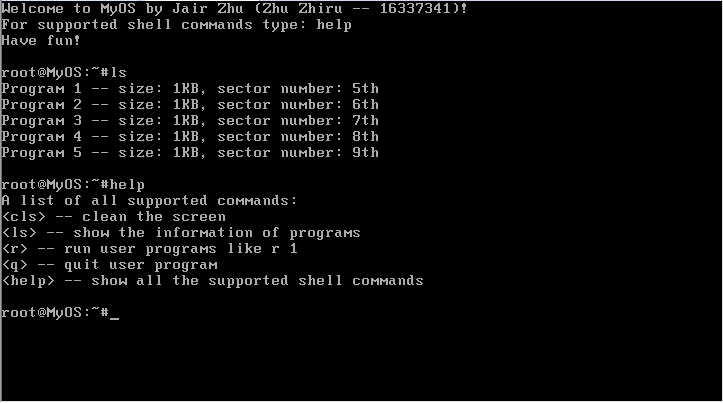 Welcome to MyOS by Jair Zhu (Zhu Zhiru -- 16337341)!
For supported shell commands type: help
Have fun!
root@MyOS:~#ls
Program 1 -- size: 1KB, sector number: 5th
Program 2 -- size: 1KB, sector number: 6th
Program 3 -- size: 1KB, sector number: 7th
Program 4 -- size: 1KB, sector number: 8th
Program 5 -- size: 1KB, sector number: 9th
root@MyOS:~#help
A list of all supported commands:
<cls> -- clean the screen
<ls> -- show the information of programs
<r> -- run user programs like r 1
<q> -- quit user program
<help> -- show all the supported shell commands
root@MyOS:~#_